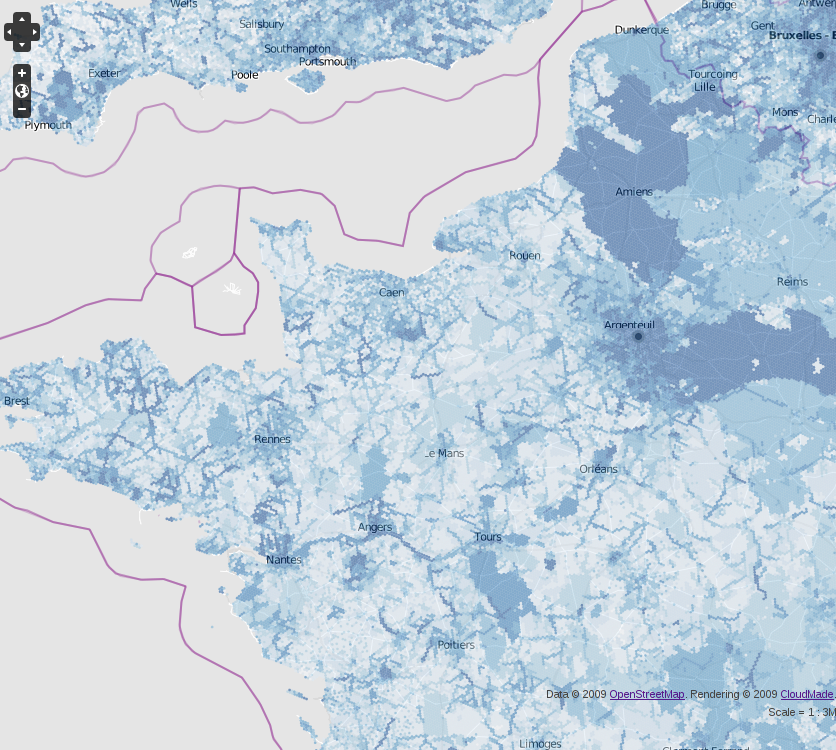 Wells
Brugge
Antwer
Salisbury
Dunkerque
Gent
Bruxelles - B
Southampton
Portsmouth
Exeter
Poole
Tourcoing
Lille
Plymouth
Mons
Charle
Amiens
Rouen
Reims
Caen
Argenteuil
Brest
Rennes
Le Mans
Orléans
Angers
Tours
Nantes
Poitiers
Data © 2009 OpenStreetMap. Rendering © 2009 CloudMade.
Scale = 1 : 3M
Limoges